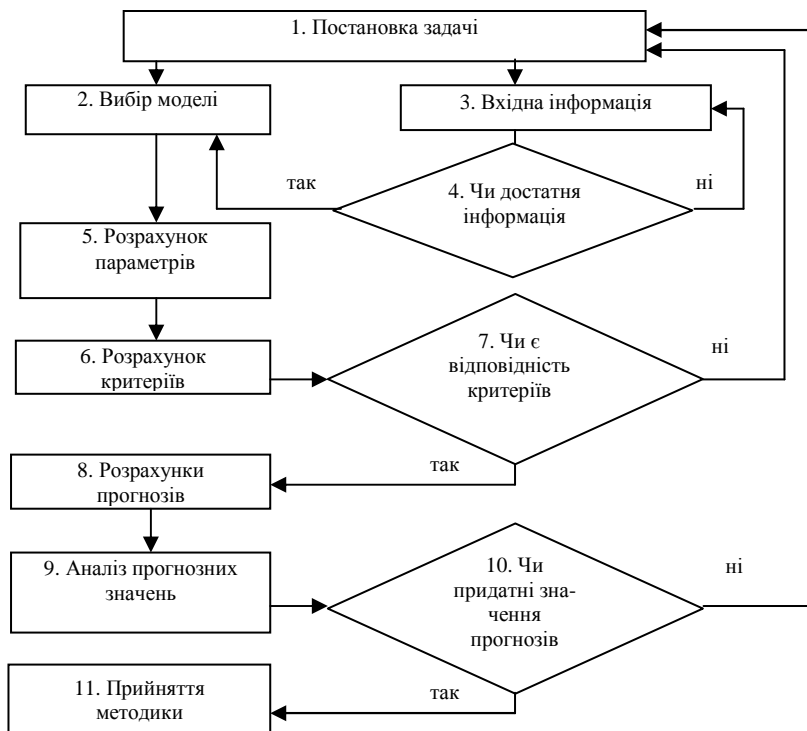 1. Постановка задачі
2. Вибір моделі
3. Вхідна інформація
так
4. Чи достатня
інформація
ні
5. Розрахунок
параметрів
6. Розрахунок
критеріїв
7. Чи є
відповідність
критеріїв
ні
так
8. Розрахунки
прогнозів
9. Аналіз прогнозних
значень
10. Чи
придатні зна-
чення
прогнозів
ні
так
11. Прийняття
методики